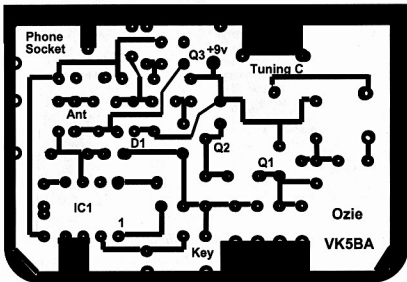 Phone
Socket
Q3 +9v
Tuning C
Ant
D1
Q2
Q1
IC1
1
Ozie
Key
VK5BA